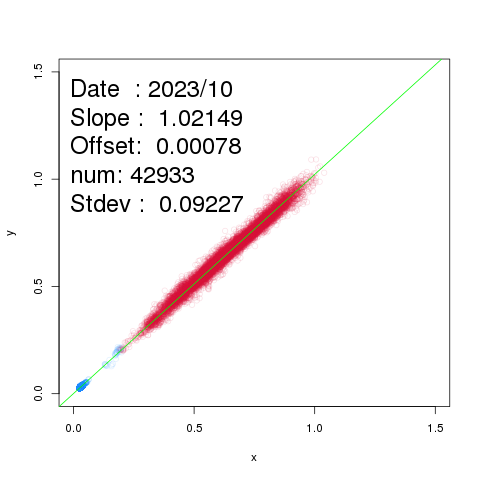 Date : 2023/10
Slope : 1.02149
Offset: 0.00078
num: 42933
Stdev : 0.09227
y
1.5
1.0
0.5
0.0
0.0 0.5 1.0 1.5
x